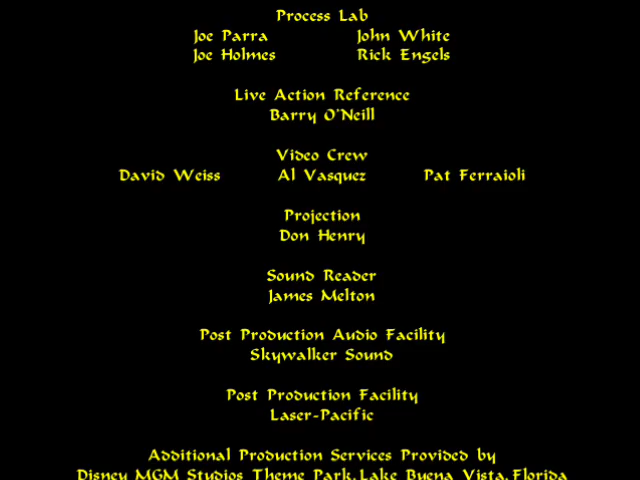 Process Lab
Joe Parra John White
Joe Holmes Rick Engels
Live Action Reference
Barry O'Neill
Video Crew
David Weiss Al Vasquez Pat Ferraioli
Projection
Don Henry
Sound Reader
James Melton
Post Production Audio Facility
Skywalker Sound
Post Production Facility
Laser-Pacific
Additional Production Services Provided by
Disney MGM Studios Theme Park, Lake Buena Vista, Florida